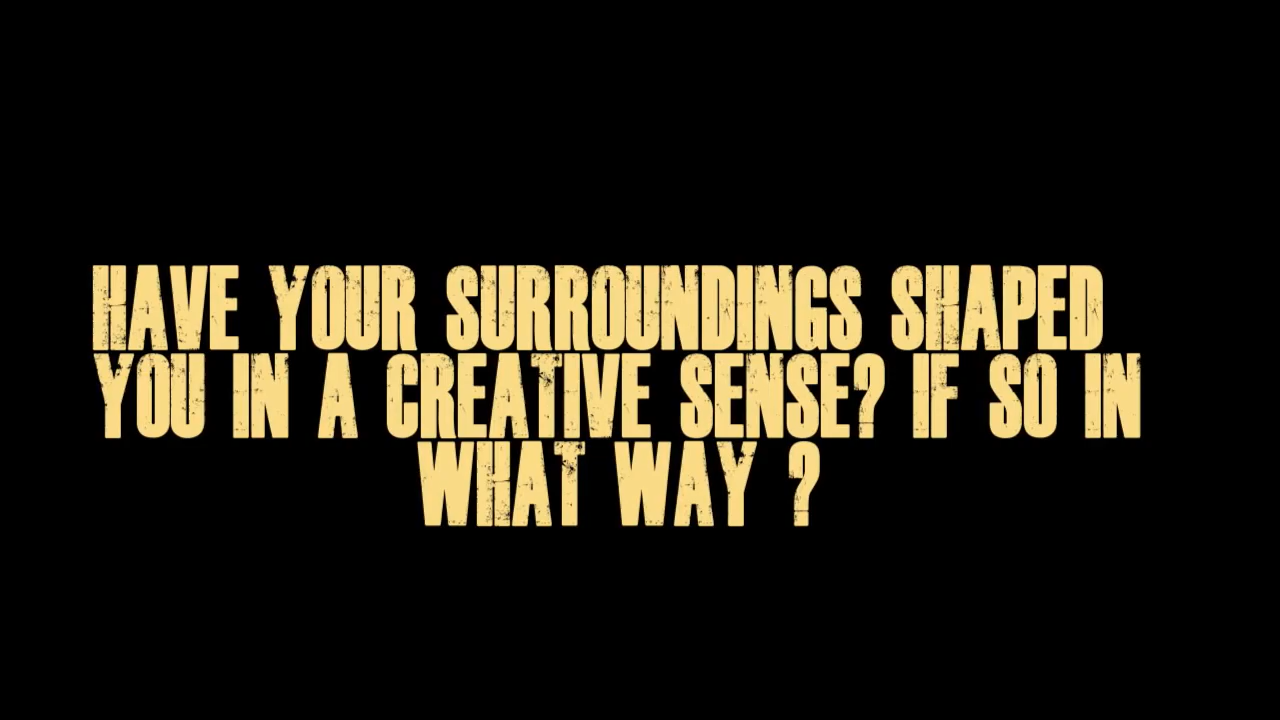 HAVE YOUR SURROUNDINGS SHAPED
YOU IN A CREATIVE SENSE? IF SO IN
WHAT WAY ?